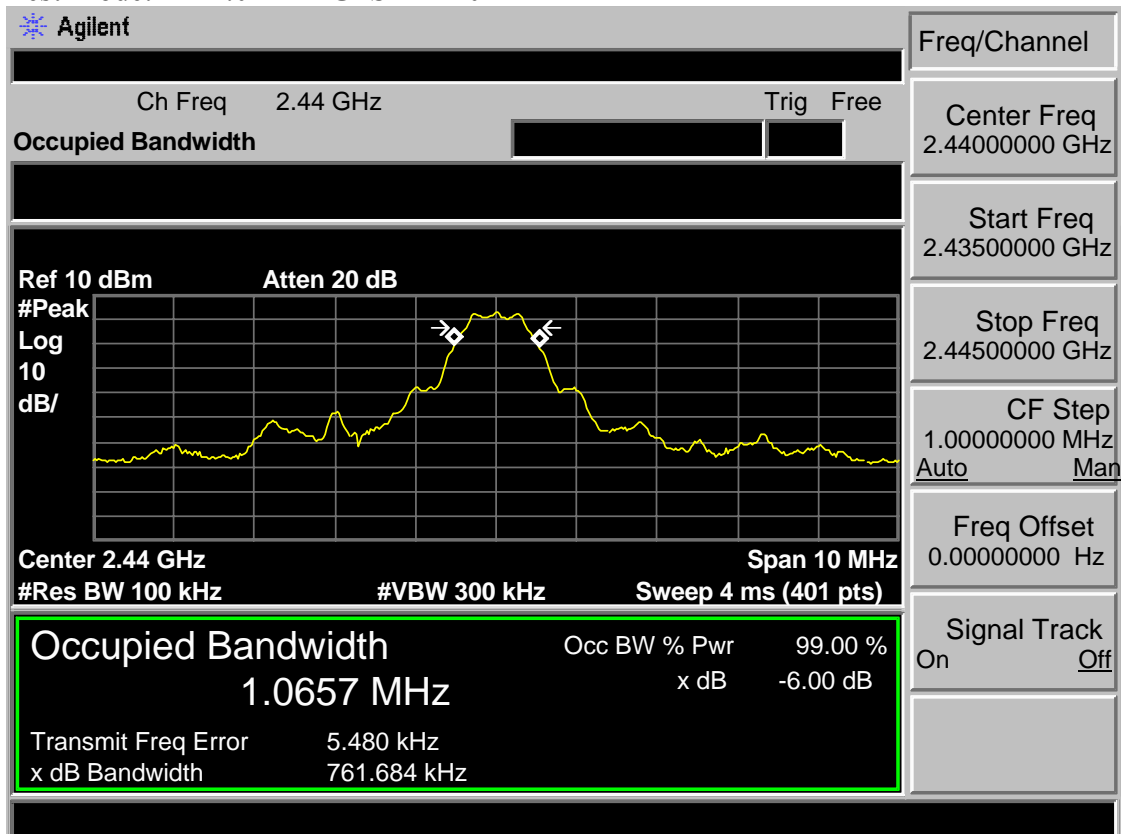 Agilent
Freq/Channel
Ch Freq 2.44 GHz Trig Free
Occupied Bandwidth
Center Freq
2.44000000 GHz
Start Freq
2.43500000 GHz
Ref 10 dBm Atten 20 dB
#Peak
Log
10
dB/
Stop Freq
2.44500000 GHz
CF Step
1.00000000 MHz
Auto Man
Freq Offset
0.00000000 Hz
Center 2.44 GHz Span 10 MHz
#Res BW 100 kHz #VBW 300 kHz Sweep 4 ms (401 pts)
Signal Track
On Off
Occupied Bandwidth Occ BW % Pwr 99.00 %
1.0657 MHz x dB -6.00 dB
Transmit Freq Error 5.480 kHz
x dB Bandwidth 761.684 kHz